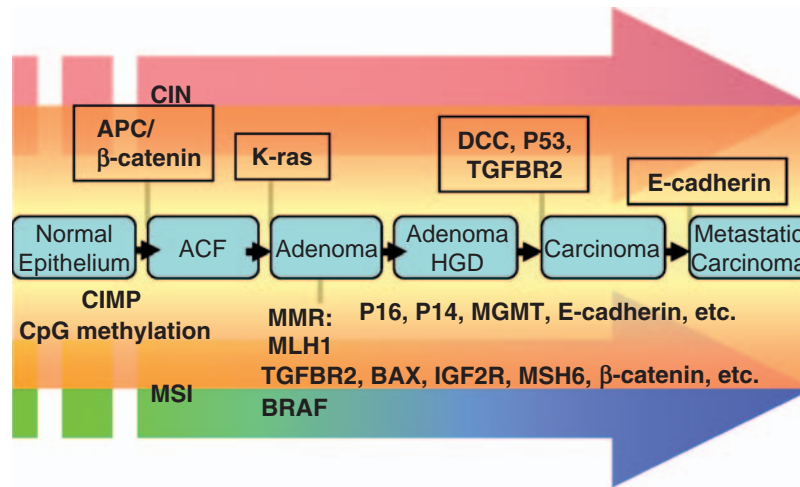 CIN
APC/
β-catenin
K-ras
DCC, P53,
TGFBR2
E-cadherin
Normal
Epithelium
ACF
Adenoma
Adenoma
HGD
Carcinoma
Metastatic
Carcinoma
CIMP
CpG methylation
MMR:
MLH1
P16, P14, MGMT, E-cadherin, etc.
TGFBR2, BAX, IGF2R, MSH6, β-catenin, etc.
MSI
BRAF